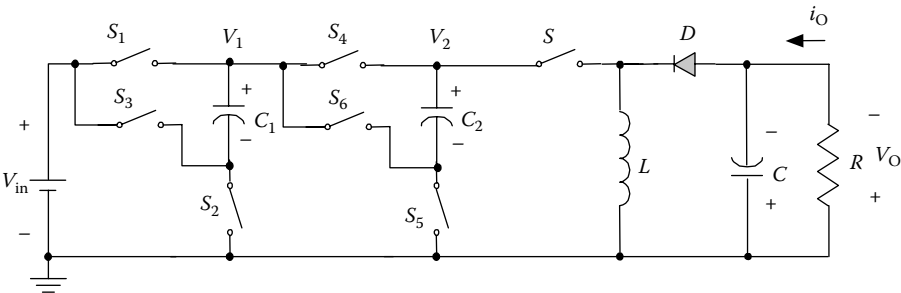 S1 V1 S4 V2 S D iO
S3 + S6 + − −
+ C1 C2
− −
Vin L C R VO
S2 S5 + +
−